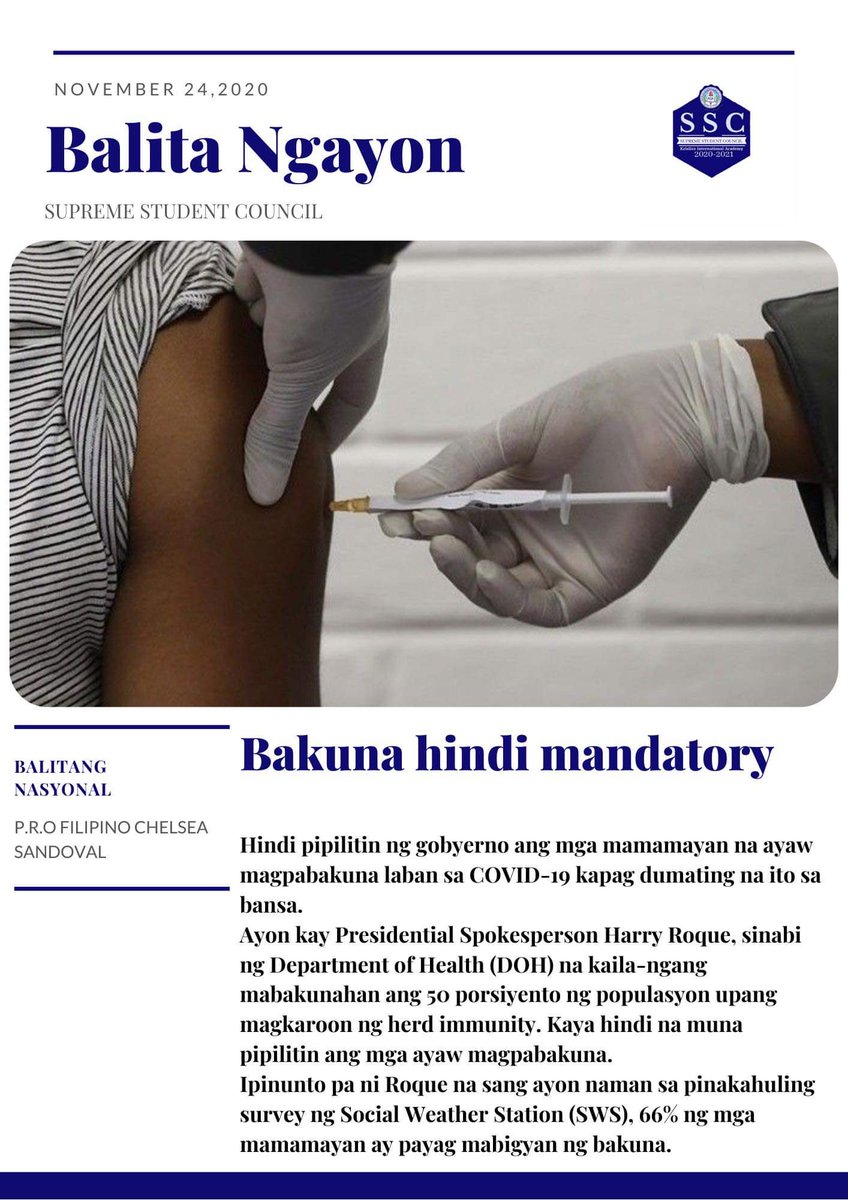 NOVEMBER 24,2020
Balita Ngayon
SUPREME STUDENT COUNCIL
SSC
SUPREME STUDENT COUNCIL
International Academy
2020-2021
BALITANG
NASYONAL
P.R.O FILIPINO CHELSEA
SANDOVAL
Bakuna hindi mandatory
Hindi pipilitin ng gobyerno ang mga mamamayan na ayaw
magpabakuna laban sa COVID-19 kapag dumating na ito sa
bansa.
Ayon kay Presidential Spokesperson Harry Roque, sinabi
ng Department of Health (DOH) na kaila-ngang
mabakunahan ang 50 porsiyento ng populasyon upang
magkaroon ng herd immunity. Kaya hindi na muna
pipilitin ang mga ayaw magpabakuna.
Ipinunto pa ni Roque na sang ayon naman sa pinakahuling
survey ng Social Weather Station (SWS), 66% ng mga
mamamayan ay payag mabigyan ng bakuna.